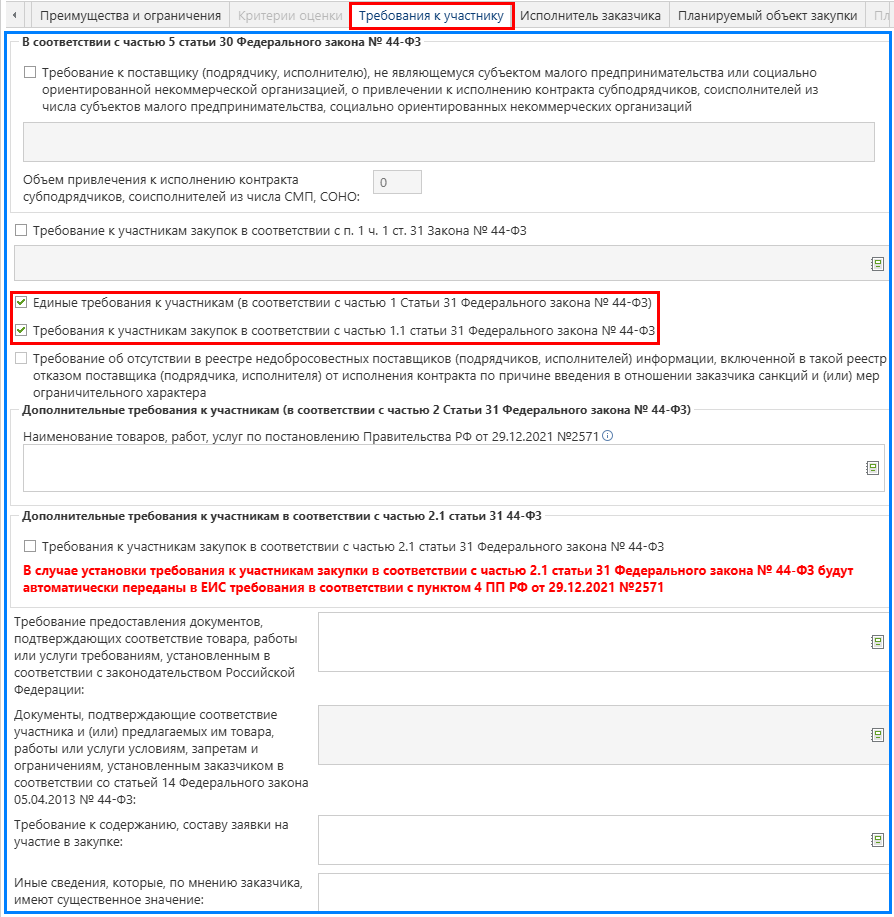 Преимущества и ограничения Критерии оценки Требования к участнику Исполнитель заказчика Планируемый объект закупки Пл
В соответствии с частью 5 статьи 30 Федерального закона № 44-ФЗ
Требование к поставщику (подрядчику, исполнителю), не являющемуся субъектом малого предпринимательства или социально
ориентированной некоммерческой организацией, о привлечении к исполнению контракта субподрядчиков, соисполнителей из
числа субъектов малого предпринимательства, социально ориентированных некоммерческих организаций
Объем привлечения к исполнению контракта
субподрядчиков, соисполнителей из числа СМП, СОНО:
0
Требование к участникам закупок в соответствии с п. 1 ч. 1 ст. 31 Закона № 44-ФЗ
Единые требования к участникам (в соответствии с частью 1 Статьи 31 Федерального закона № 44-ФЗ)
Требования к участникам закупок в соответствии с частью 1.1 статьи 31 Федерального закона № 44-ФЗ
Требование об отсутствии в реестре недобросовестных поставщиков (подрядчиков, исполнителей) информации, включенной в такой реестр
отказом поставщика (подрядчика, исполнителя) от исполнения контракта по причине введения в отношении заказчика санкций и (или) мер
ограничительного характера
Дополнительные требования к участникам (в соответствии с частью 2 Статьи 31 Федерального закона № 44-ФЗ)
Наименование товаров, работ, услуг по постановлению Правительства РФ от 29.12.2021 №2571
Дополнительные требования к участникам в соответствии с частью 2.1 статьи 31 44-ФЗ
Требования к участникам закупок в соответствии с частью 2.1 статьи 31 Федерального закона № 44-ФЗ
В случае установки требования к участникам закупки в соответствии с частью 2.1 статьи 31 Федерального закона № 44-ФЗ будут
автоматически переданы в ЕИС требования в соответствии с пунктом 4 ПП РФ от 29.12.2021 №2571
Требование предоставления документов,
подтверждающих соответствие товара, работы
или услуги требованиям, установленным в
соответствии с законодательством Российской
Федерации:
Документы, подтверждающие соответствие
участника и (или) предлагаемых им товара,
работы или услуги условиям, запретам и
ограничениям, установленным заказчиком в
соответствии со статьей 14 Федерального закона
05.04.2013 № 44-ФЗ:
Требование к содержанию, составу заявки на
участие в закупке:
Иные сведения, которые, по мнению заказчика,
имеют существенное значение: